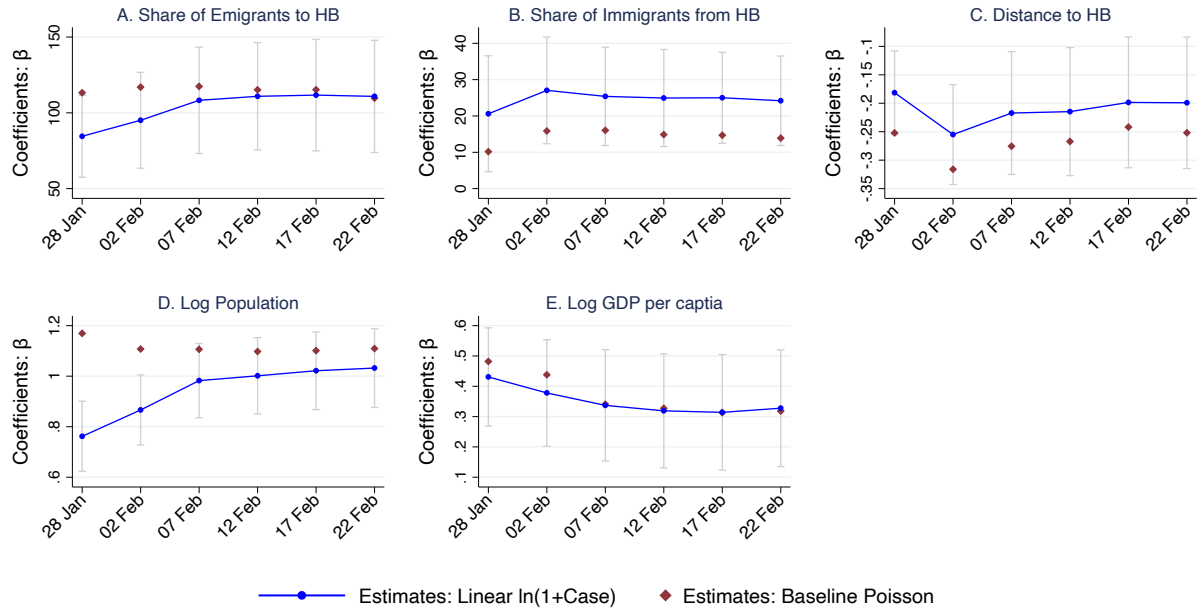 A. Share of Emigrants to HB
Coefficients: β
150
100
50
28 Jan
02 Feb
07 Feb
12 Feb
17 Feb
22 Feb
B. Share of Immigrants from HB
Coefficients: β
40
30
20
10
0
28 Jan
02 Feb
07 Feb
12 Feb
17 Feb
22 Feb
C. Distance to HB
Coefficients: β
-.1
-.15
-.2
-.25
-.3
-.35
28 Jan
02 Feb
07 Feb
12 Feb
17 Feb
22 Feb
D. Log Population
Coefficients: β
1.2
1
.8
.6
28 Jan
02 Feb
07 Feb
12 Feb
17 Feb
22 Feb
E. Log GDP per captia
Coefficients: β
.6
.5
.4
.3
.2
.1
28 Jan
02 Feb
07 Feb
12 Feb
17 Feb
22 Feb
Estimates: Linear ln(1+Case)
Estimates: Baseline Poisson